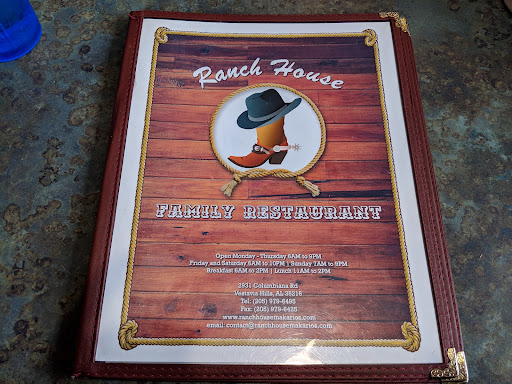 Ranch House
FAMILY RESTAURANT
Open Monday - Thursday 6AM to 9PM
Friday and Saturday 6AM to 10PM | Sunday 7AM to 9PM
Breakfast 6AM to 2PM | Lunch 11AM to 2PM
2931 Columbiana Rd
Vestavia Hills, AL 35216
Tel: (205) 979-6495
Fax: (205) 979-6425
www.ranchhousemakarios.com
email: contact@ranchhousemakarios.com